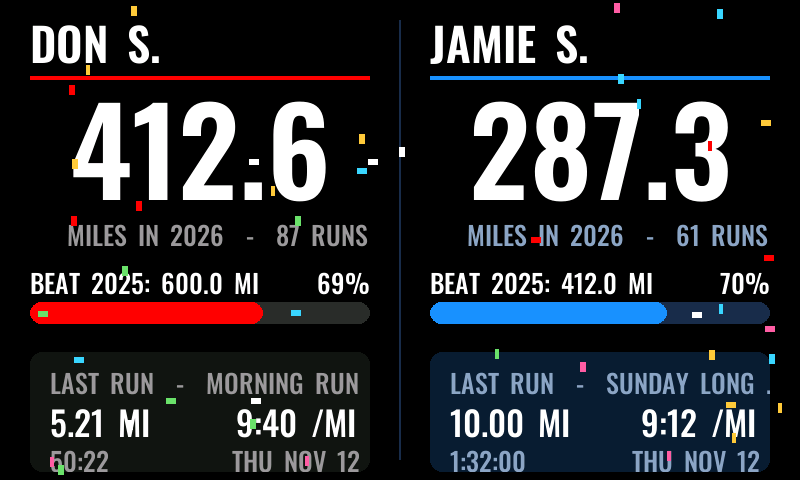 DON S.
412.6
MILES IN 2026 - 87 RUNS
BEAT 2025: 600.0 MI 69%
LAST RUN - MORNING RUN
5.21 MI 9:40 /MI
50:22 THU NOV 12
JAMIE S.
287.3
MILES IN 2026 - 61 RUNS
BEAT 2025: 412.0 MI 70%
LAST RUN - SUNDAY LONG .
10.00 MI 9:12 /MI
1:32:00 THU NOV 12